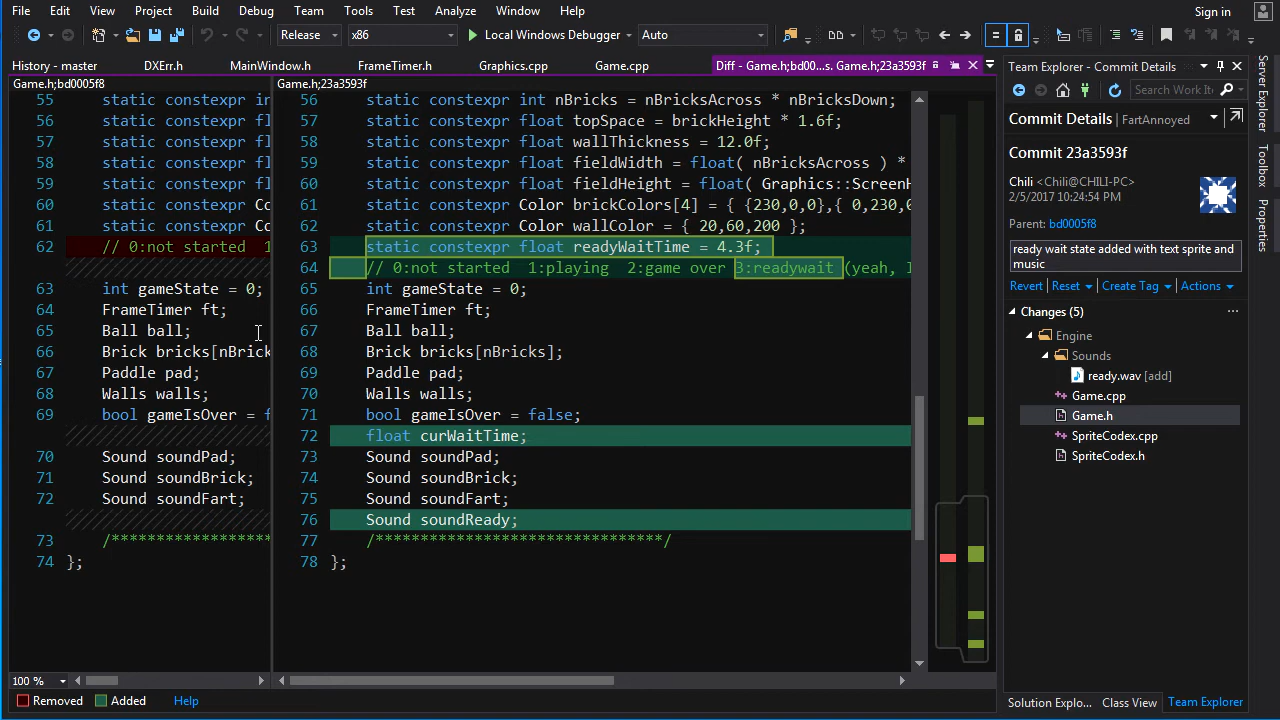 File Edit View Project Build Debug Team Tools Test Analyze Window Help Sign in
Release x86 Local Windows Debugger Auto
History - master DXErr.h MainWindow.h FrameTimer.h Graphics.cpp Game.cpp Diff - Game.h;bd00...s. Game.h;23a3593f
Game.h;bd0005f8
55 static constexpr in
56 static constexpr fl
57 static constexpr fl
58 static constexpr fl
59 static constexpr fl
60 static constexpr Co
61 static constexpr Co
62 // 0:not started 1
63 int gameState = 0;
64 FrameTimer ft;
65 Ball ball;
66 Brick bricks[nBrick
67 Paddle pad;
68 Walls walls;
69 bool gameIsOver = f
70 Sound soundPad;
71 Sound soundBrick;
72 Sound soundFart;
73 /*******************
74 };
Game.h;23a3593f
56 static constexpr int nBricks = nBricksAcross * nBricksDown;
57 static constexpr float topSpace = brickHeight * 1.6f;
58 static constexpr float wallThickness = 12.0f;
59 static constexpr float fieldWidth = float( nBricksAcross ) *
60 static constexpr float fieldHeight = float( Graphics::ScreenH
61 static constexpr Color brickColors[4] = { {230,0,0},{ 0,230,0
62 static constexpr Color wallColor = { 20,60,200 };
63 static constexpr float readyWaitTime = 4.3f;
64 // 0:not started 1:playing 2:game over 3:readywait (yeah, I
65 int gameState = 0;
66 FrameTimer ft;
67 Ball ball;
68 Brick bricks[nBricks];
69 Paddle pad;
70 Walls walls;
71 bool gameIsOver = false;
72 float curWaitTime;
73 Sound soundPad;
74 Sound soundBrick;
75 Sound soundFart;
76 Sound soundReady;
77 /*******************************/
78 };
100 %
Removed Added Help
Team Explorer - Commit Details
Search Work It
Commit Details | FartAnnoyed
Commit 23a3593f
Chili <Chili@CHILI-PC>
2/5/2017 10:24:54 PM
Parent: bd0005f8
ready wait state added with text sprite and
music
Revert | Reset Create Tag Actions
Changes (5) ...
Engine
Sounds
ready.wav [add]
Game.cpp
Game.h
SpriteCodex.cpp
SpriteCodex.h
Solution Explo... Class View Team Explorer
Server Explorer
Toolbox
Team Explorer